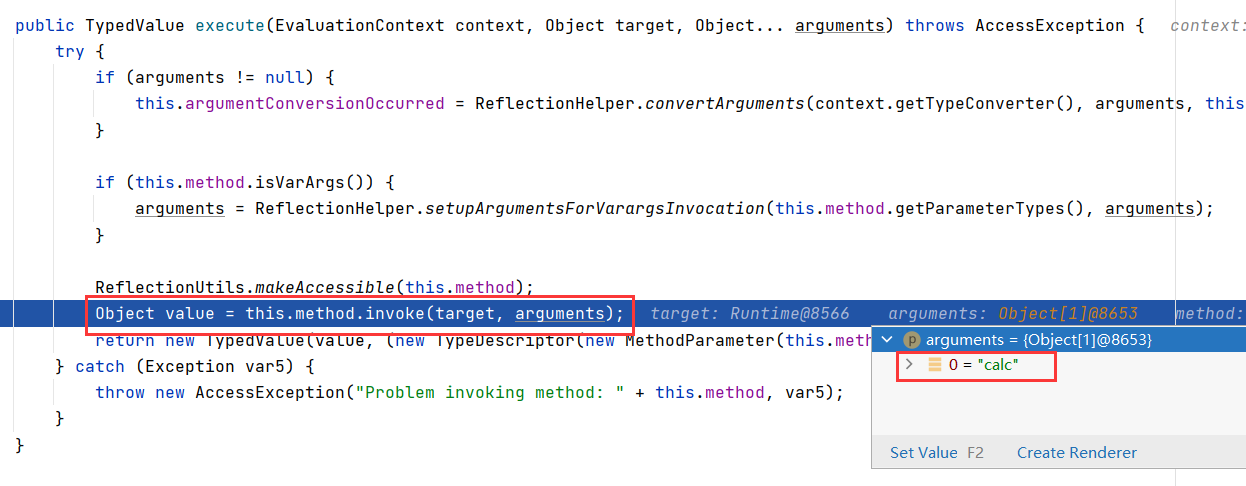 public TypedValue execute(EvaluationContext context, Object target, Object... arguments) throws AccessException {   context:
try {
if (arguments != null) {
this.argumentConversionOccurred = ReflectionHelper.convertArguments(context.getTypeConverter(), arguments, this
}
if (this.method.isVarArgs()) {
arguments = ReflectionHelper.setupArgumentsForVarargsInvocation(this.method.getParameterTypes(), arguments);
}
ReflectionUtils.makeAccessible(this.method);
Object value = this.method.invoke(target, arguments);   target: Runtime@8566    arguments: Object[1]@8653    method:
return new TypedValue(value, (new TypeDescriptor(new MethodParameter(this.meth
} catch (Exception var5) {
throw new AccessException("Problem invoking method: " + this.method, var5);
}
}
p arguments = {Object[1]@8653}
0 = "calc"
Set Value F2 Create Renderer